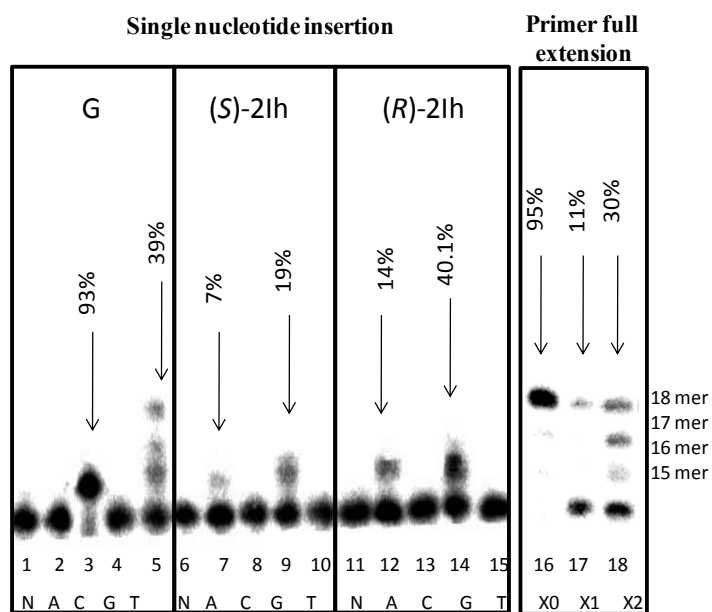 Single nucleotide insertion
Primer full
extension
G
(S)-2Ih
(R)-2Ih
93%
39%
7%
19%
14%
40.1%
95%
11%
30%
18 mer
17 mer
16 mer
15 mer
1 2 3 4 5 6 7 8 9 10 11 12 13 14 15 16 17 18
N A C G T N A C G T N A C G T X0 X1 X2